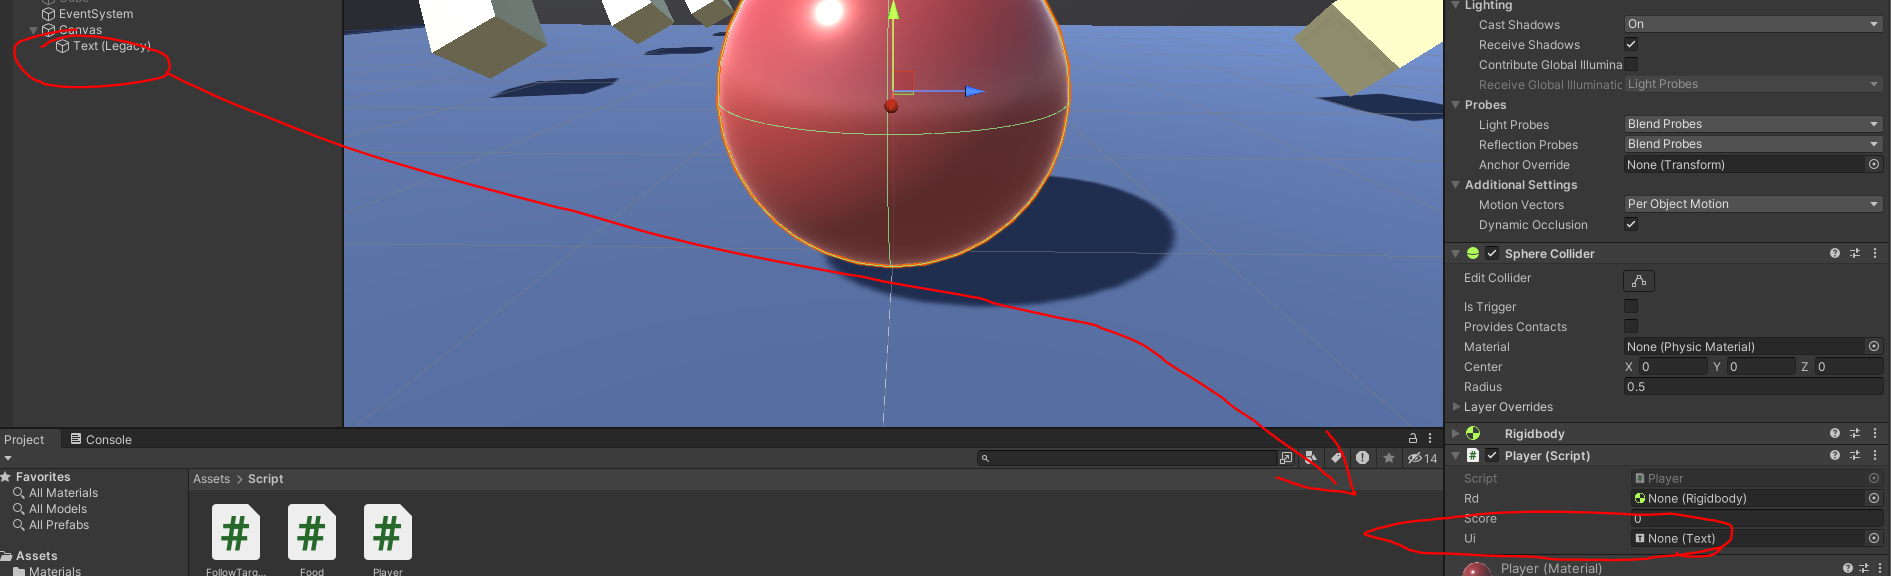 Cube
EventSystem
Canvas
Text (Legacy)
Lighting
Cast Shadows On
Receive Shadows
Contribute Global Illumina
Receive Global Illuminatic Light Probes
Probes
Light Probes Blend Probes
Reflection Probes Blend Probes
Anchor Override None (Transform)
Additional Settings
Motion Vectors Per Object Motion
Dynamic Occlusion
Sphere Collider
Edit Collider
Is Trigger
Provides Contacts
Material None (Physic Material)
Center X 0 Y 0 Z 0
Radius 0.5
Layer Overrides
Rigidbody
# Player (Script)
Script Player
Rd None (Rigidbody)
Score 0
Ui None (Text)
Player (Material)
Project Console
14
Favorites
All Materials
All Models
All Prefabs
Assets
Materials
Assets > Script
# # #
FollowTarg... Food Player